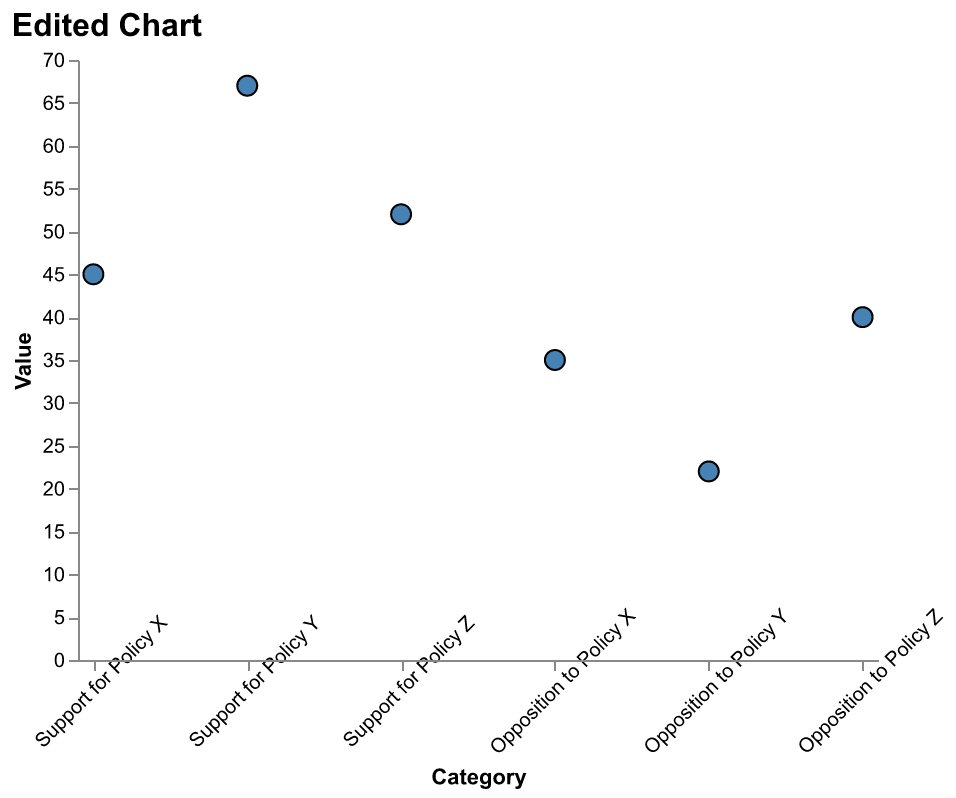 Edited Chart
70
65
60
55
50
45
40
35
30
25
20
15
10
5
0
Value
Support for Policy X
Support for Policy Y
Support for Policy Z
Opposition to Policy X
Opposition to Policy Y
Opposition to Policy Z
Category